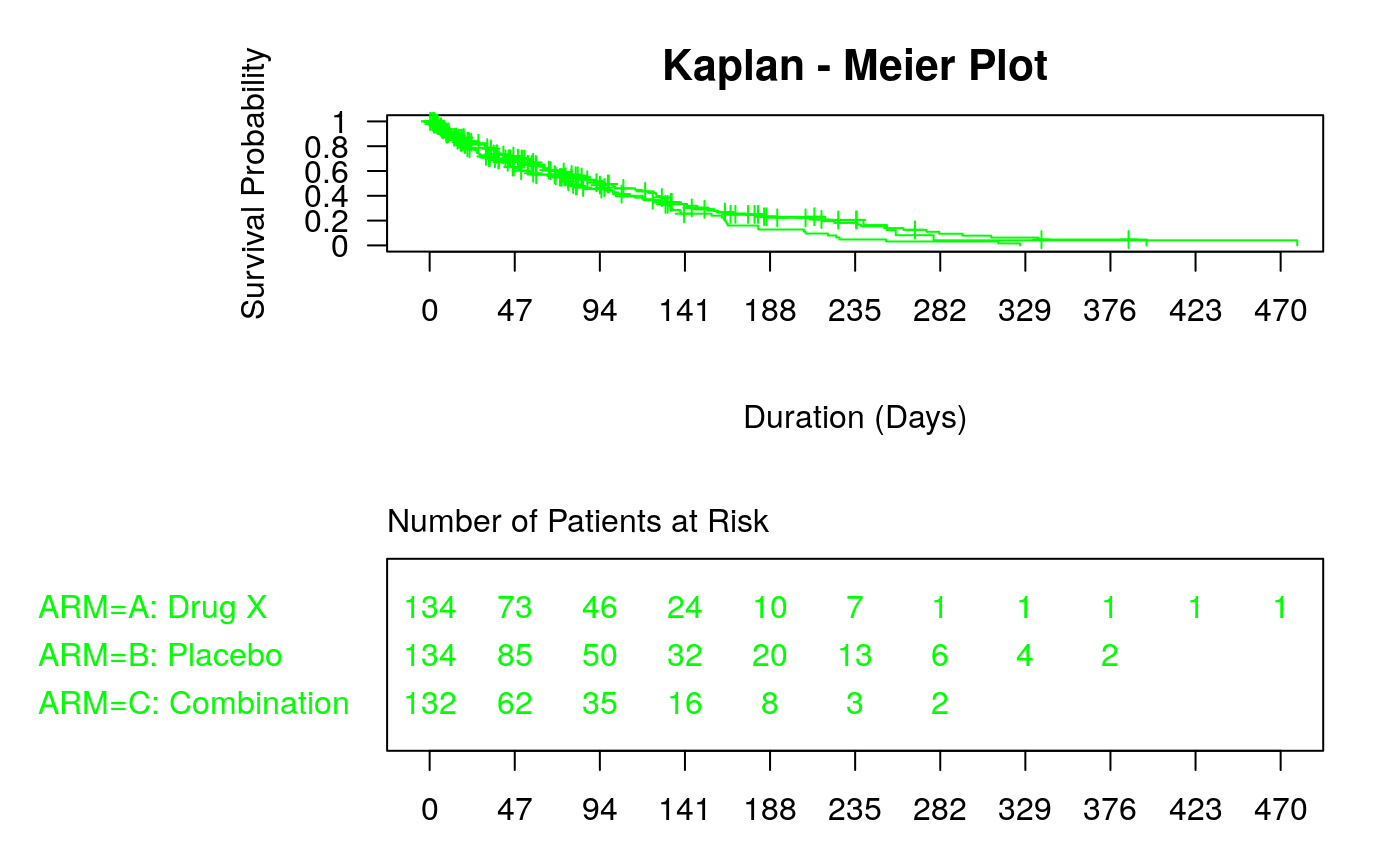 Kaplan - Meier Plot
Survival Probability
1
0.8
0.6
0.4
0.2
0
0 47 94 141 188 235 282 329 376 423 470
Duration (Days)
Number of Patients at Risk
ARM=A: Drug X 134 73 46 24 10 7 1 1 1 1 1
ARM=B: Placebo 134 85 50 32 20 13 6 4 2
ARM=C: Combination 132 62 35 16 8 3 2
0 47 94 141 188 235 282 329 376 423 470